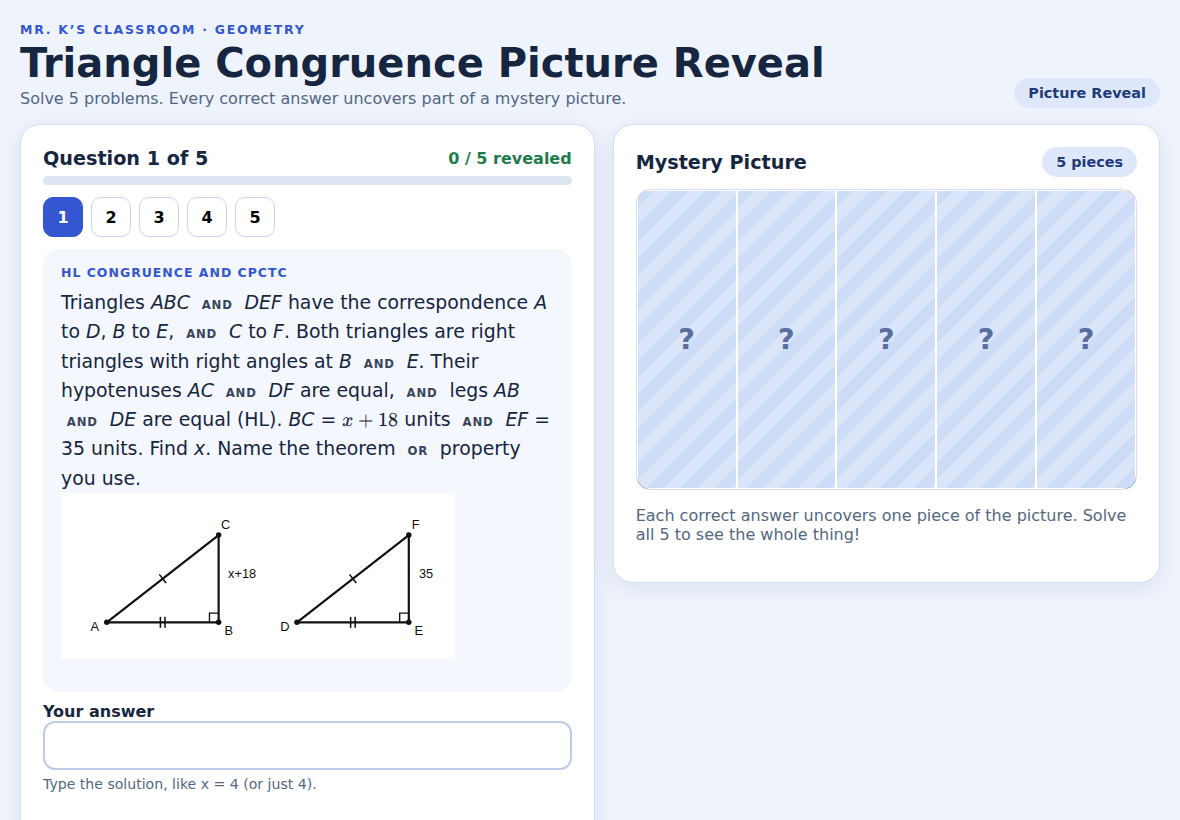 MR. K’S CLASSROOM · GEOMETRY
Triangle Congruence Picture Reveal
Solve 5 problems. Every correct answer uncovers part of a mystery picture.
Picture Reveal
Question 1 of 5
0 / 5 revealed
1 2 3 4 5
HL CONGRUENCE AND CPCTC
Triangles ABC AND DEF have the correspondence A
to D, B to E, AND C to F. Both triangles are right
triangles with right angles at B AND E. Their
hypotenuses AC AND DF are equal, AND legs AB
AND DE are equal (HL). BC = x + 18 units AND EF =
35 units. Find x. Name the theorem OR property
you use.
C F
x+18 35
A B D E
Your answer
Type the solution, like x = 4 (or just 4).
Mystery Picture
5 pieces
? ? ? ? ?
Each correct answer uncovers one piece of the picture. Solve
all 5 to see the whole thing!